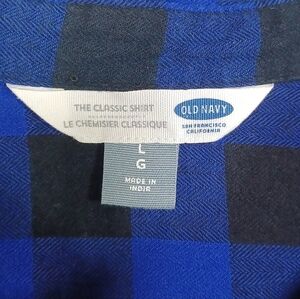 THE CLASSIC SHIRT
LE CHEMISIER CLASSIQUE
OLD NAVY
SAN FRANCISCO
CALIFORNIA
L
G
MADE IN
INDIA